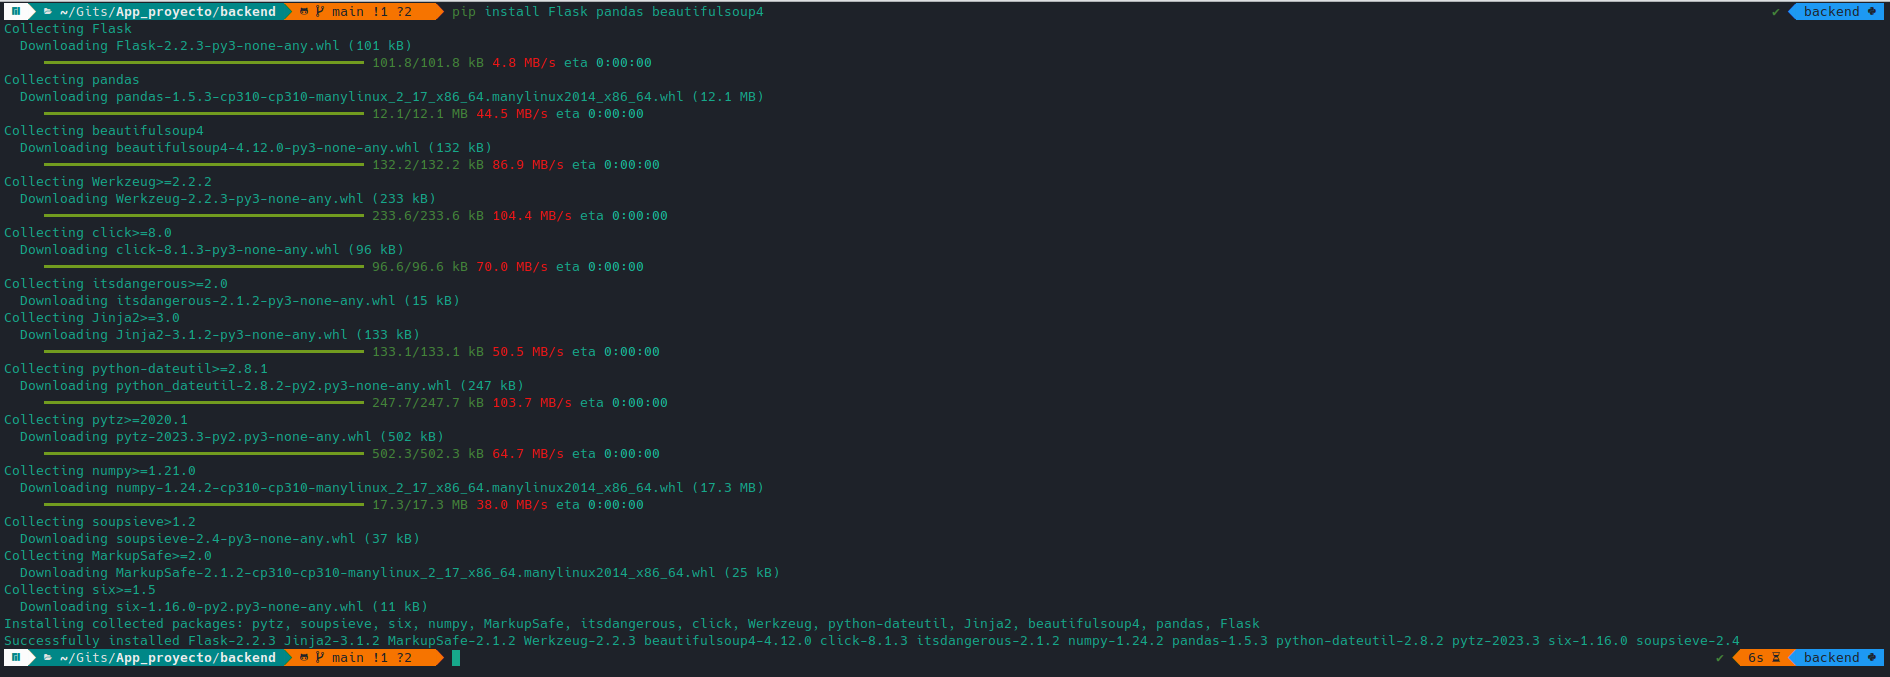 ~/Gits/App_proyecto/backend main !1 ?2 pip install Flask pandas beautifulsoup4 ✔ backend
Collecting Flask
Downloading Flask-2.2.3-py3-none-any.whl (101 kB)
101.8/101.8 kB 4.8 MB/s eta 0:00:00
Collecting pandas
Downloading pandas-1.5.3-cp310-cp310-manylinux_2_17_x86_64.manylinux2014_x86_64.whl (12.1 MB)
12.1/12.1 MB 44.5 MB/s eta 0:00:00
Collecting beautifulsoup4
Downloading beautifulsoup4-4.12.0-py3-none-any.whl (132 kB)
132.2/132.2 kB 86.9 MB/s eta 0:00:00
Collecting Werkzeug>=2.2.2
Downloading Werkzeug-2.2.3-py3-none-any.whl (233 kB)
233.6/233.6 kB 104.4 MB/s eta 0:00:00
Collecting click>=8.0
Downloading click-8.1.3-py3-none-any.whl (96 kB)
96.6/96.6 kB 70.0 MB/s eta 0:00:00
Collecting itsdangerous>=2.0
Downloading itsdangerous-2.1.2-py3-none-any.whl (15 kB)
Collecting Jinja2>=3.0
Downloading Jinja2-3.1.2-py3-none-any.whl (133 kB)
133.1/133.1 kB 50.5 MB/s eta 0:00:00
Collecting python-dateutil>=2.8.1
Downloading python_dateutil-2.8.2-py2.py3-none-any.whl (247 kB)
247.7/247.7 kB 103.7 MB/s eta 0:00:00
Collecting pytz>=2020.1
Downloading pytz-2023.3-py2.py3-none-any.whl (502 kB)
502.3/502.3 kB 64.7 MB/s eta 0:00:00
Collecting numpy>=1.21.0
Downloading numpy-1.24.2-cp310-cp310-manylinux_2_17_x86_64.manylinux2014_x86_64.whl (17.3 MB)
17.3/17.3 MB 38.0 MB/s eta 0:00:00
Collecting soupsieve>1.2
Downloading soupsieve-2.4-py3-none-any.whl (37 kB)
Collecting MarkupSafe>=2.0
Downloading MarkupSafe-2.1.2-cp310-cp310-manylinux_2_17_x86_64.manylinux2014_x86_64.whl (25 kB)
Collecting six>=1.5
Downloading six-1.16.0-py2.py3-none-any.whl (11 kB)
Installing collected packages: pytz, soupsieve, six, numpy, MarkupSafe, itsdangerous, click, Werkzeug, python-dateutil, Jinja2, beautifulsoup4, pandas, Flask
Successfully installed Flask-2.2.3 Jinja2-3.1.2 MarkupSafe-2.1.2 Werkzeug-2.2.3 beautifulsoup4-4.12.0 click-8.1.3 itsdangerous-2.1.2 numpy-1.24.2 pandas-1.5.3 python-dateutil-2.8.2 pytz-2023.3 six-1.16.0 soupsieve-2.4
~/Gits/App_proyecto/backend main !1 ?2 ✔ 6s backend